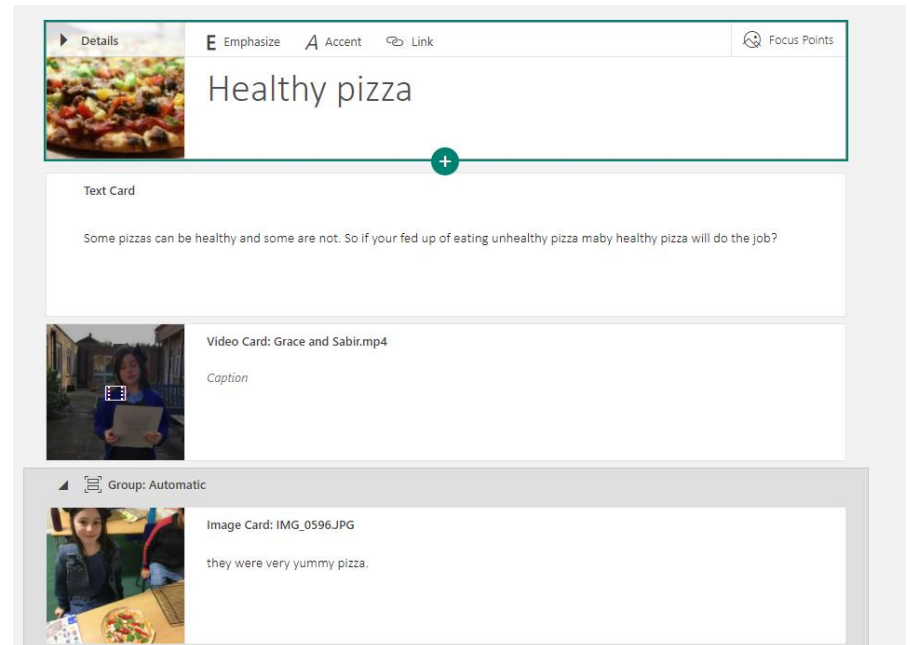 Details
E Emphasize A Accent Link Focus Points
Healthy pizza
Text Card
Some pizzas can be healthy and some are not. So if your fed up of eating unhealthy pizza maby healthy pizza will do the job?
Video Card: Grace and Sabir.mp4
Caption
Group: Automatic
Image Card: IMG_0596.JPG
they were very yummy pizza.